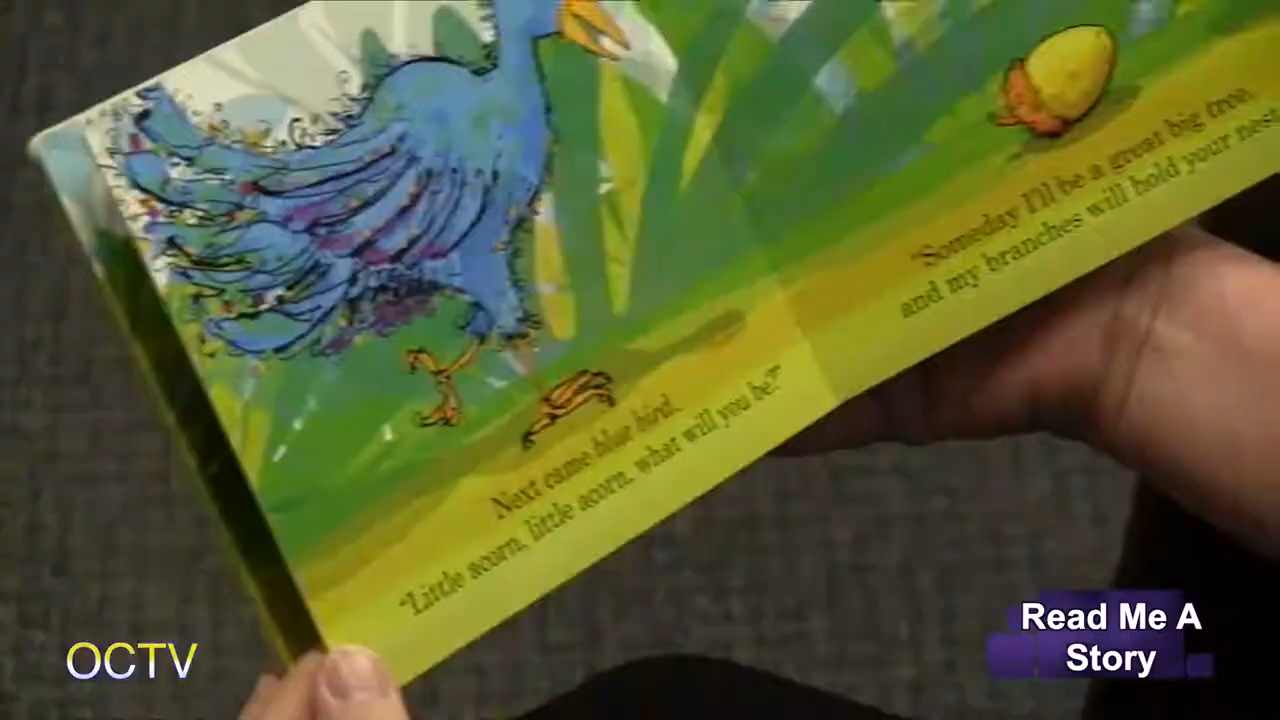 Next came blue bird.
"Little acorn, little acorn, what will you be?"
"Someday I'll be a great big tree,
and my branches will hold your nest
OCTV
Read Me A
Story